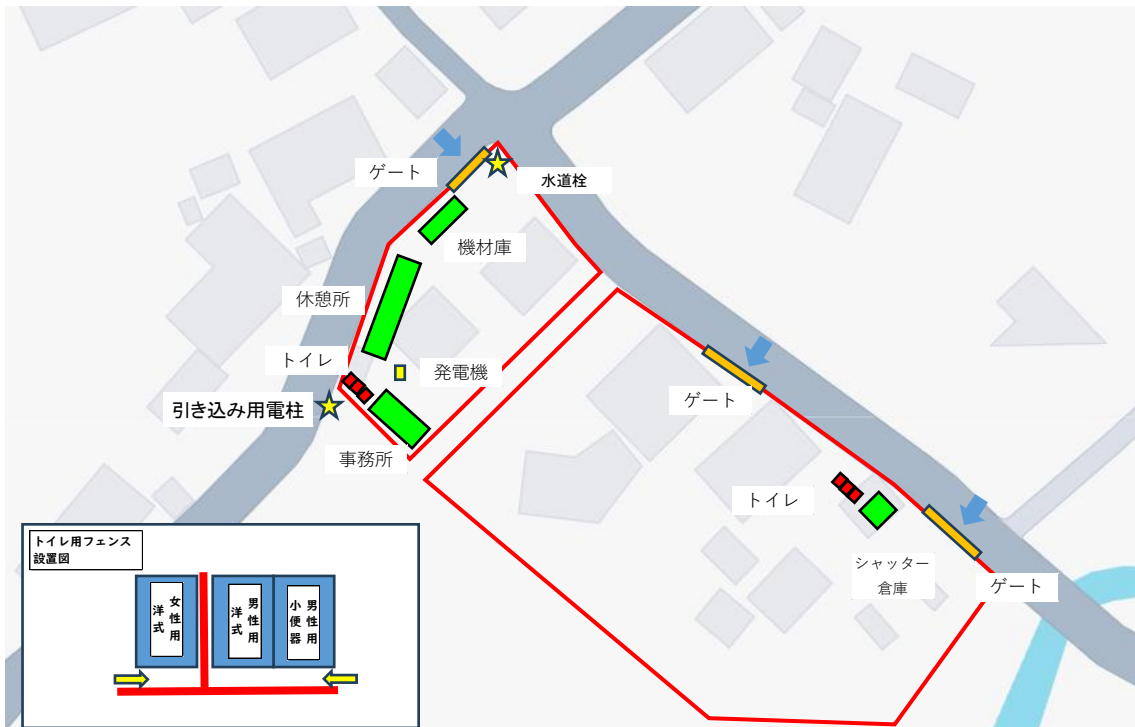 ゲート
水道栓
機材庫
休憩所
トイレ
発電機
引き込み用電柱
事務所
ゲート
トイレ
シャッター
倉庫
ゲート
トイレ用フェンス
設置図
女性用
洋式
男性用
洋式
男性用
小便器